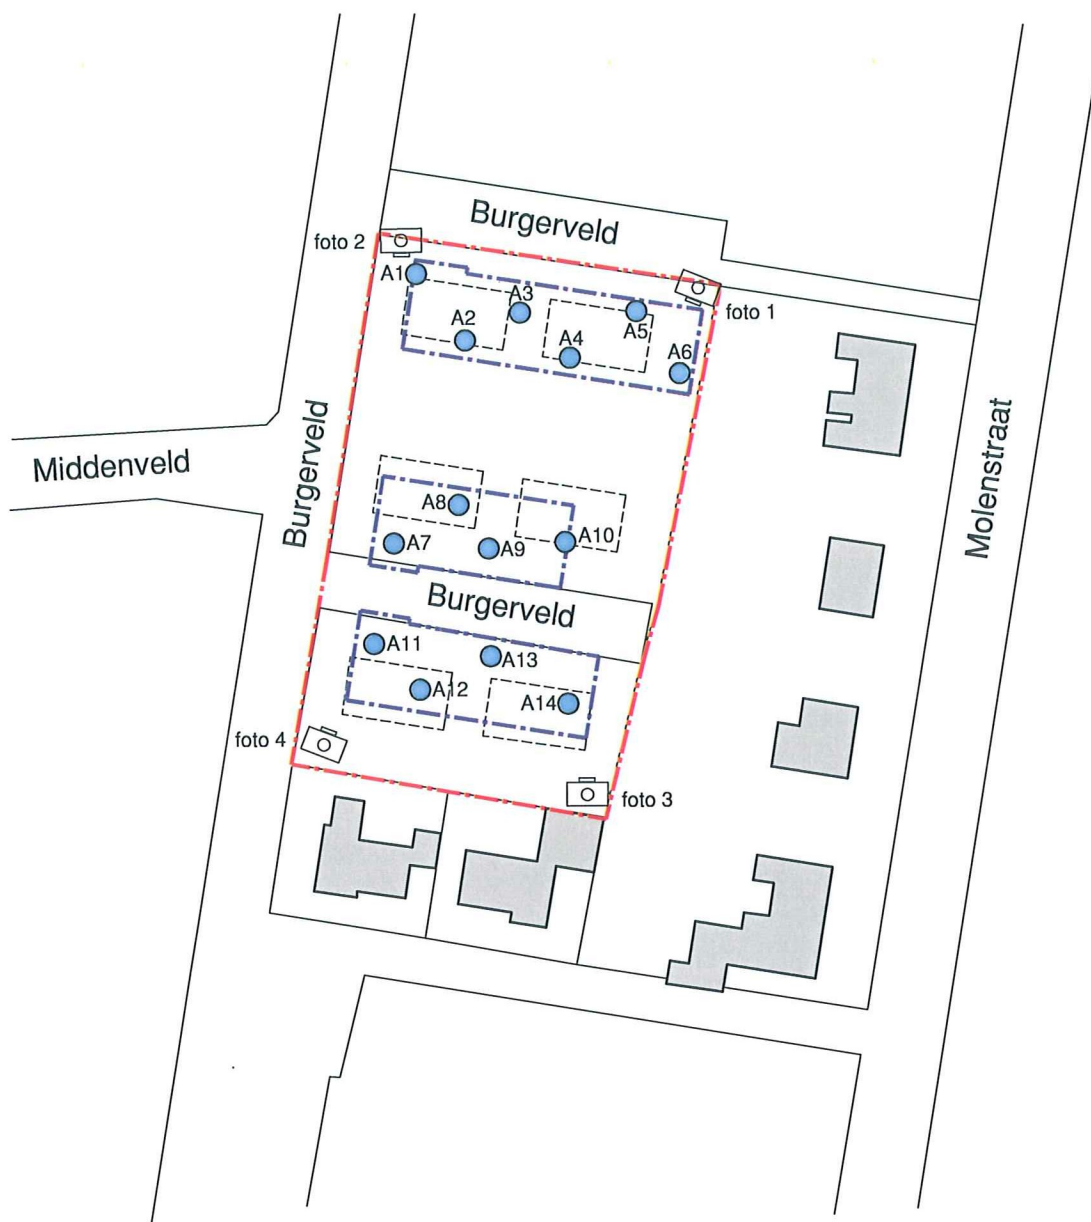 Burgerveld
foto 2
A1
A3
foto 1
A2
A5
A4
A6
Molenstraat
Burgerveld
Middenveld
A8
A10
A7
A9
Burgerveld
A11
A13
A12
A14
foto 4
foto 3